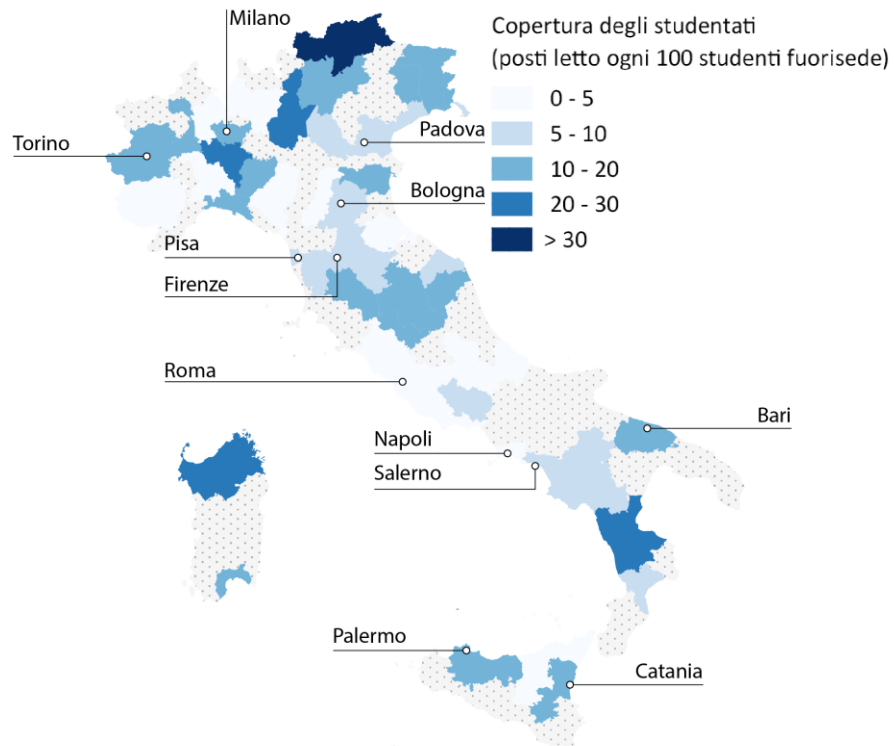 Milano
Copertura degli studentati
(posti letto ogni 100 studenti fuorisede)
0 - 5
5 - 10
10 - 20
20 - 30
> 30
Padova
Torino
Bologna
Pisa
Firenze
Roma
Bari
Napoli
Salerno
Palermo
Catania